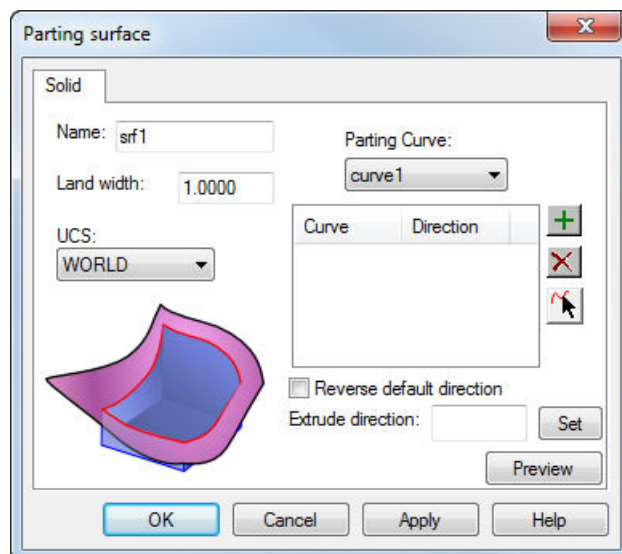 Parting surface
Solid
Name: srf1
Parting Curve:
curve1
Land width: 1.0000
UCS:
WORLD
Curve Direction
Reverse default direction
Extrude direction: Set
Preview
OK Cancel Apply Help